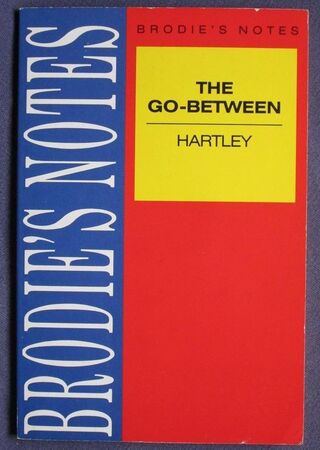 BRODIE'S NOTES
BRODIE'S NOTES
THE
GO-BETWEEN
HARTLEY